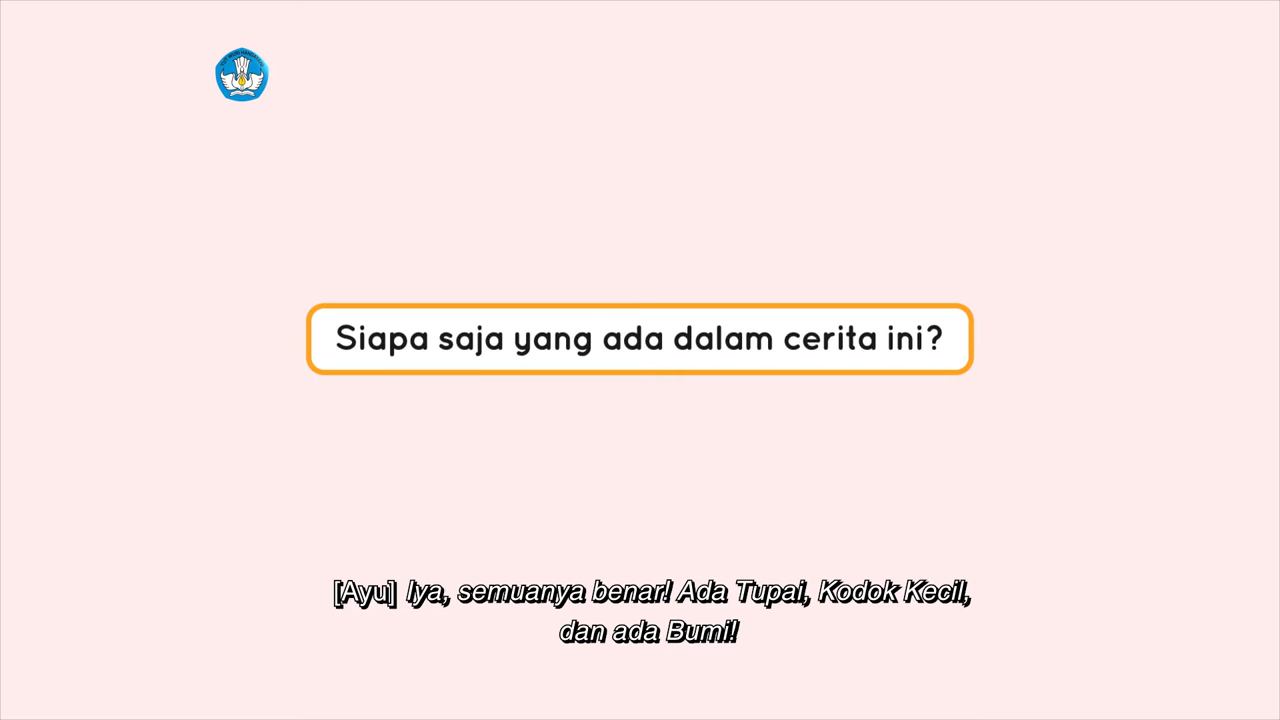 Siapa saja yang ada dalam cerita ini?
[Ayu] Iya, semuanya benar! Ada Tupai, Kodok Kecil,
dan ada Bumi!